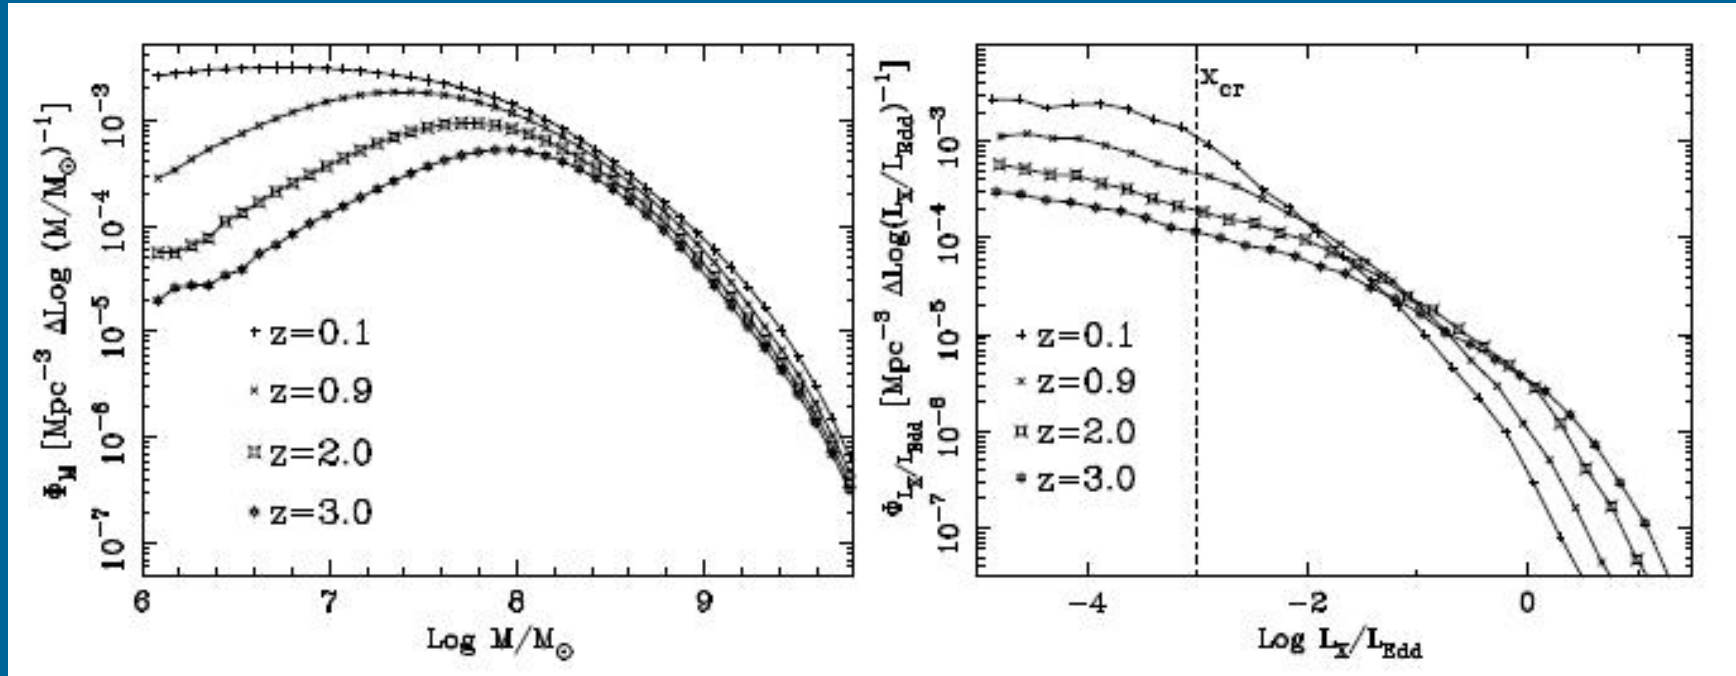 Φ_M [Mpc⁻³ ΔLog (M/M⊙)⁻¹]
10⁻³
10⁻⁴
10⁻⁵
10⁻⁶
10⁻⁷
z=0.1
z=0.9
z=2.0
z=3.0
6 7 8 9
Log M/M⊙
Φ_{L_X/L_Edd} [Mpc⁻³ ΔLog(L_X/L_Edd)⁻¹]
10⁻³
10⁻⁴
10⁻⁵
10⁻⁶
10⁻⁷
x_cr
z=0.1
z=0.9
z=2.0
z=3.0
−4 −2 0
Log L_X/L_Edd